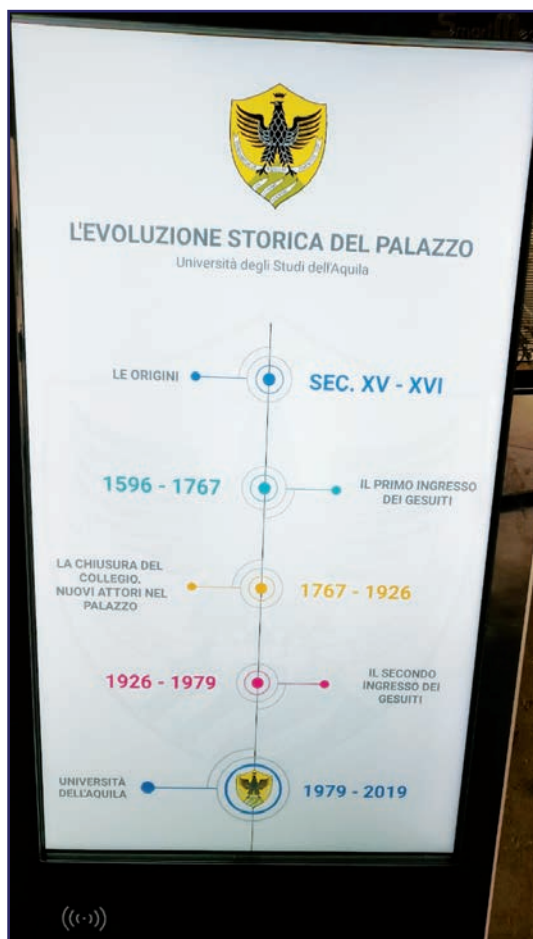 L'EVOLUZIONE STORICA DEL PALAZZO
Università degli Studi dell'Aquila
LE ORIGINI
SEC. XV - XVI
1596 - 1767
IL PRIMO INGRESSO
DEI GESUITI
LA CHIUSURA DEL
COLLEGIO.
NUOVI ATTORI NEL
PALAZZO
1767 - 1926
1926 - 1979
IL SECONDO
INGRESSO DEI
GESUITI
UNIVERSITÀ
DELL'AQUILA
1979 - 2019